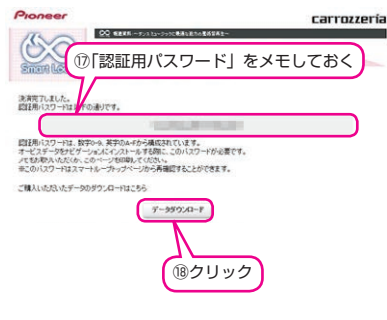 Pioneer
carrozzeria
Smart Loo
⑰「認証用パスワード」をメモしておく
決済完了しました。
認証用パスワードは以下の通りです。
認証用パスワードは、数字0-9、英字のA-Fから構成されています。
オービスデータをナビゲーションにインストールする際に、このパスワードが必要です。
メモをお取りいただくか、このページを印刷してください。
※このパスワードはスマートループトップページから再確認することができます。
ご購入いただいたデータのダウンロードはこちら
データダウンロード
⑱クリック